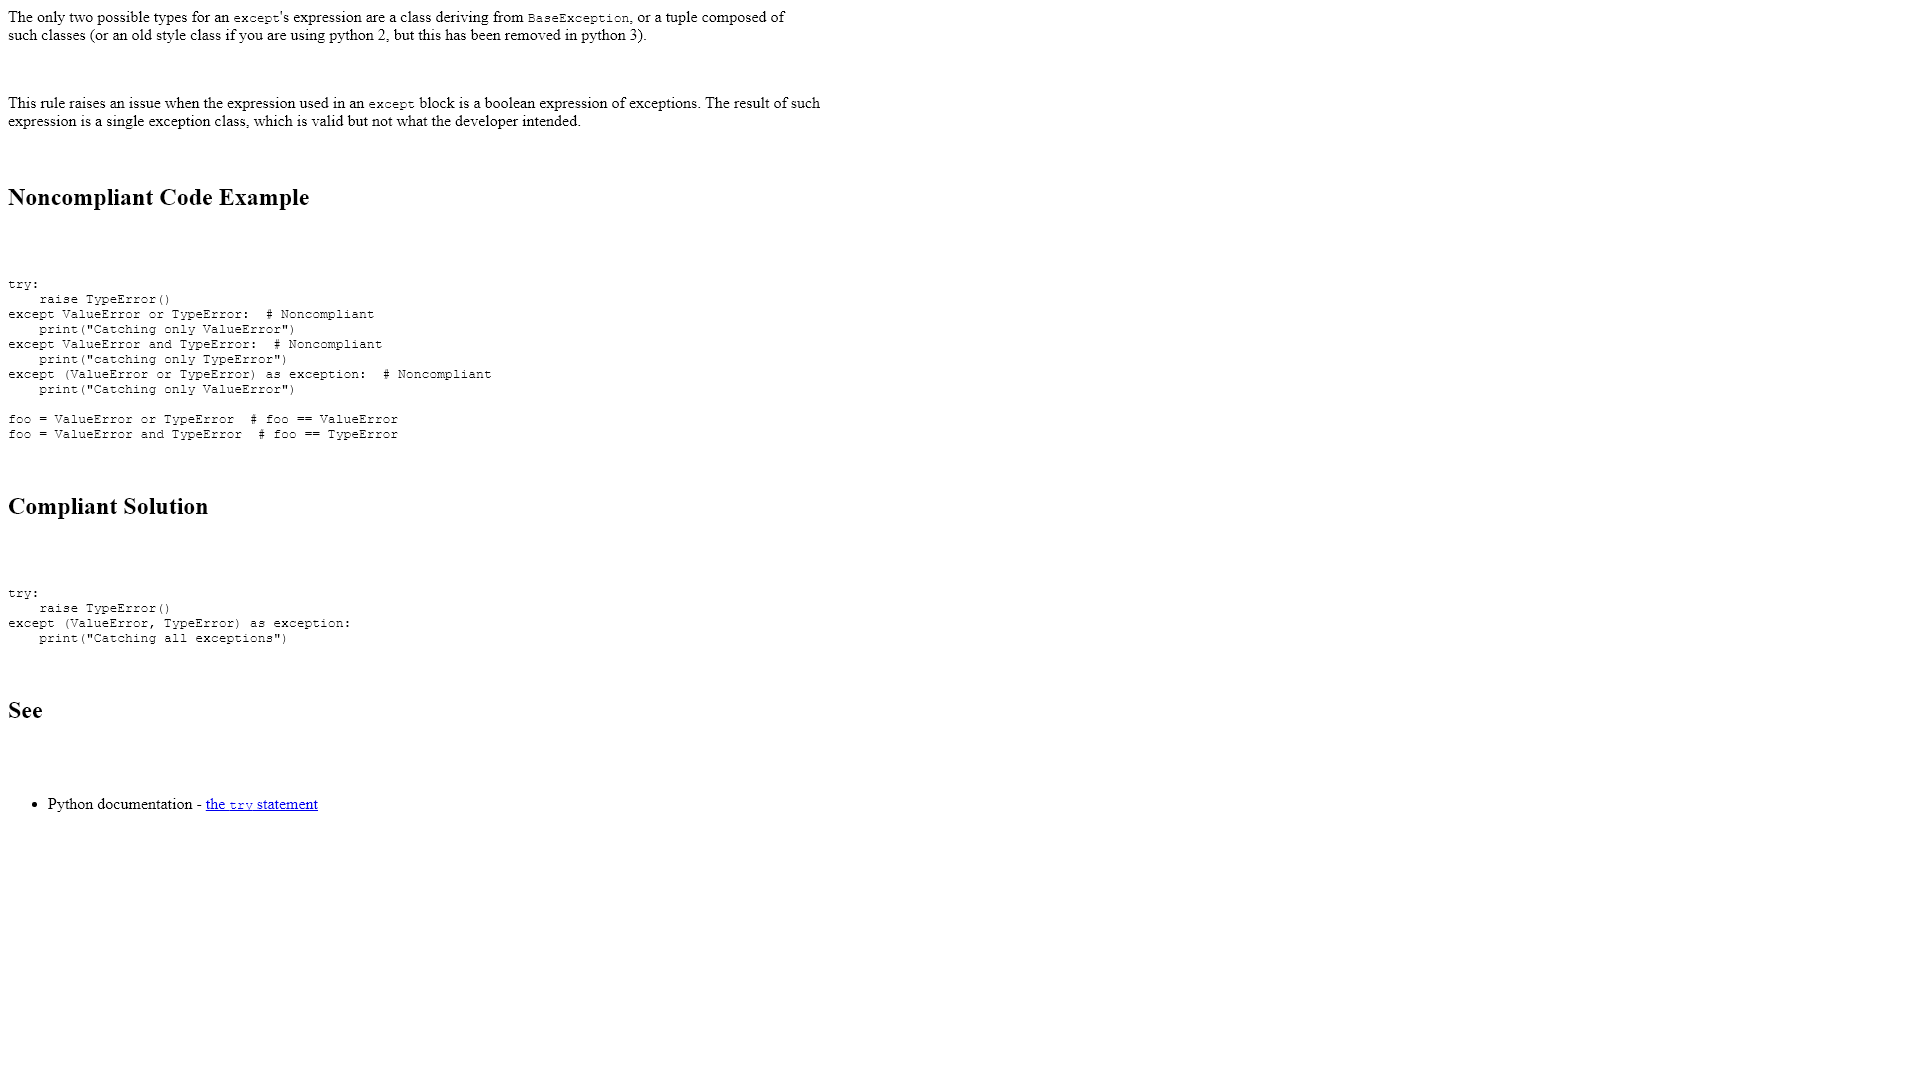 The only two possible types for an except's expression are a class deriving from BaseException, or a tuple composed of
such classes (or an old style class if you are using python 2, but this has been removed in python 3).
This rule raises an issue when the expression used in an except block is a boolean expression of exceptions. The result of such
expression is a single exception class, which is valid but not what the developer intended.
Noncompliant Code Example
try:
    raise TypeError()
except ValueError or TypeError:  # Noncompliant
    print("Catching only ValueError")
except ValueError and TypeError:  # Noncompliant
    print("catching only TypeError")
except (ValueError or TypeError) as exception:  # Noncompliant
    print("Catching only ValueError")
foo = ValueError or TypeError  # foo == ValueError
foo = ValueError and TypeError  # foo == TypeError
Compliant Solution
try:
    raise TypeError()
except (ValueError, TypeError) as exception:
    print("Catching all exceptions")
See
• Python documentation - the try statement